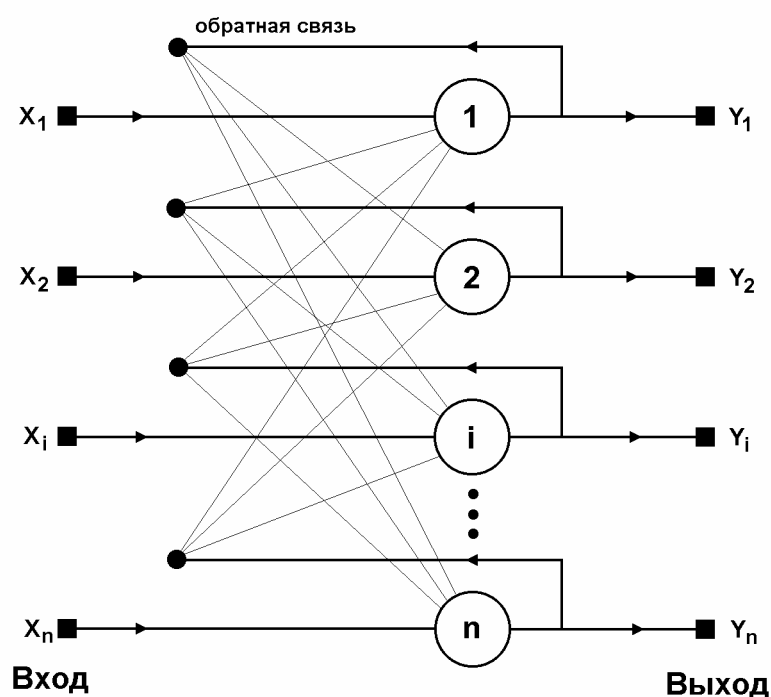 обратная связь
X1 1 Y1
X2 2 Y2
Xi i Yi
Xn n Yn
Вход Выход